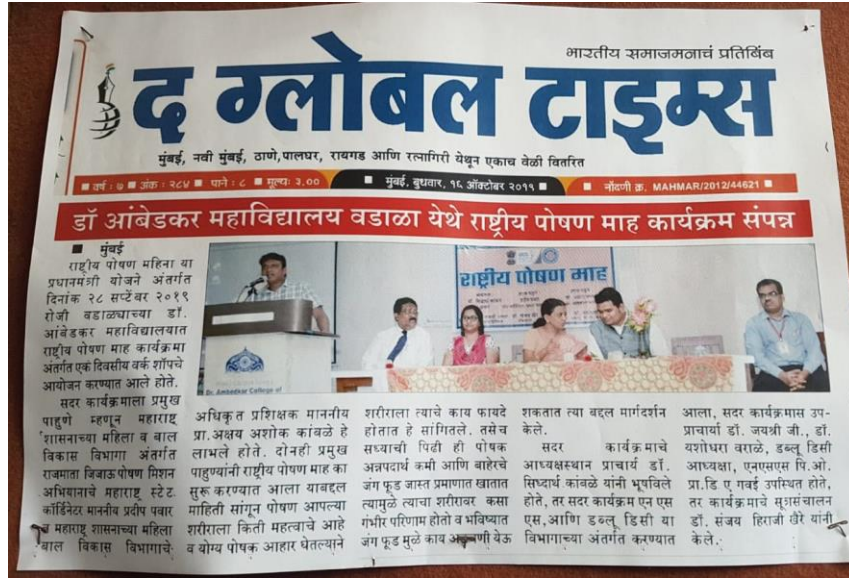 भारतीय समाजमनाचं प्रतिबिंब
द ग्लोबल टाइम्स
मुंबई, नवी मुंबई, ठाणे,पालघर, रायगड आणि रत्नागिरी येथून एकाच वेळी वितरित
■ वर्ष : ७ ■ अंक : २८४ ■ पाने : ८ ■ मूल्य: ३.००
■ मुंबई, बुधवार, १६ ऑक्टोबर २०१९ ■
■ नोंदणी क्र. MAHMAR/2012/44621 ■
डॉ आंबेडकर महाविद्यालय वडाळा येथे राष्ट्रीय पोषण माह कार्यक्रम संपन्न
■ मुंबई
राष्ट्रीय पोषण महिना या
प्रधानमंत्री योजने अंतर्गत
दिनांक २८ सप्टेंबर २०१९
रोजी वडाळ्याच्या डॉ.
आंबेडकर महाविद्यालयात
राष्ट्रीय पोषण माह कार्यक्रमा
अंतर्गत एक दिवसीय वर्क शॉपचे
आयोजन करण्यात आले होते.
सदर कार्यक्रमाला प्रमुख
पाहुणे म्हणून महाराष्ट्र
शासनाच्या महिला व बाल
विकास विभागा अंतर्गत
राजमाता जिजाऊ पोषण मिशन
अभियानाचे महाराष्ट्र स्टेट
कॉर्डिनेटर माननीय प्रदीप पवार
व महाराष्ट्र शासनाच्या महिला
बाल विकास विभागाचे
राष्ट्रीय पोषण माह
Dr. Ambedkar College of
अधिकृत प्रशिक्षक माननीय
प्रा.अक्षय अशोक कांबळे हे
लाभले होते. दोनही प्रमुख
पाहुण्यांनी राष्ट्रीय पोषण माह का
सुरू करण्यात आला याबद्दल
माहिती सांगून पोषण आपल्या
शरीराला किती महत्वाचे आहे
व योग्य पोषक आहार घेतल्याने
शरीराला त्याचे काय फायदे
होतात हे सांगितले. तसेच
सध्याची पिढी ही पोषक
अन्नपदार्थ कमी आणि बाहेरचे
जंग फूड जास्त प्रमाणात खातात
त्यामुळे त्याचा शरीरावर कसा
गंभीर परिणाम होतो व भविष्यात
जंग फूड मुळे काय अडचणी येऊ
शकतात त्या बद्दल मार्गदर्शन
केले.
सदर कार्यक्रमाचे
अध्यक्षस्थान प्राचार्य डॉ.
सिध्दार्थ कांबळे यांनी भूषविले
होते, तर सदर कार्यक्रम एन एस
एस,आणि डब्लू डिसी या
विभागाच्या अंतर्गत करण्यात
आला, सदर कार्यक्रमास उप-
प्राचार्या डॉ. जयश्री जी., डॉ.
यशोधरा वराळे, डब्लू डिसी
आध्यक्षा, एनएसएस पि.ओ.
प्रा.डि ए गवई उपस्थित होते,
तर कार्यक्रमाचे सूत्रसंचालन
डॉ. संजय हिराजी खैरे यांनी
केले.